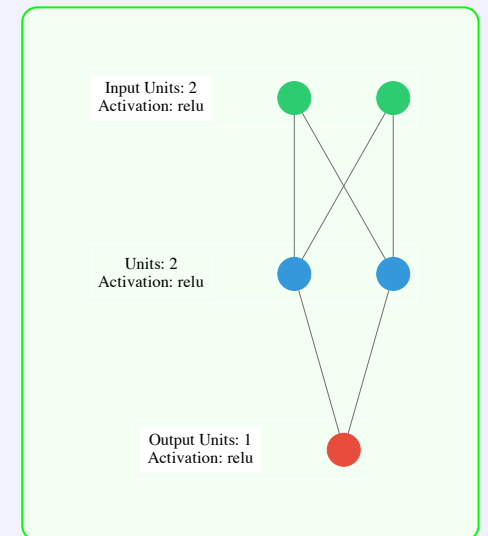 Input Units: 2
Activation: relu
Units: 2
Activation: relu
Output Units: 1
Activation: relu